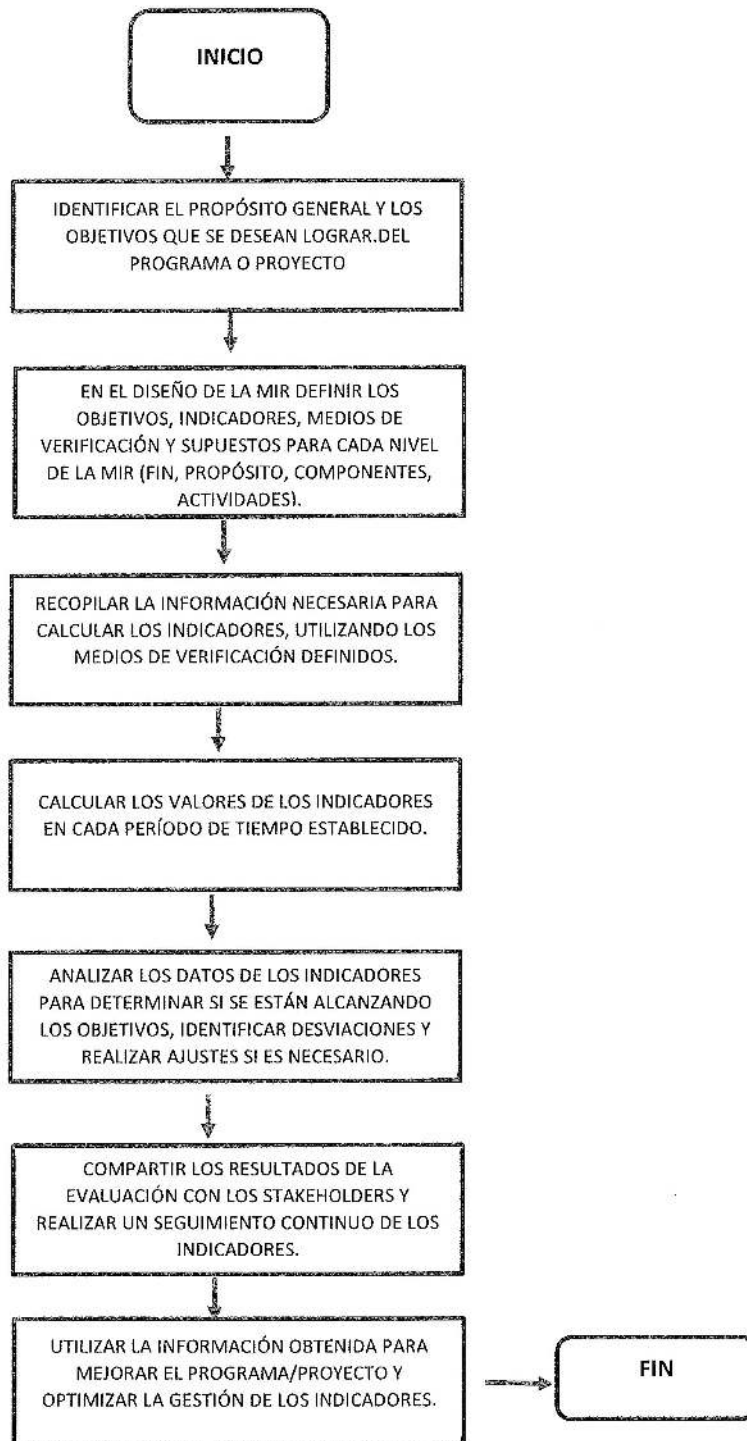 INICIO
IDENTIFICAR EL PROPÓSITO GENERAL Y LOS
OBJETIVOS QUE SE DESEAN LOGRAR.DEL
PROGRAMA O PROYECTO
EN EL DISEÑO DE LA MIR DEFINIR LOS
OBJETIVOS, INDICADORES, MEDIOS DE
VERIFICACIÓN Y SUPUESTOS PARA CADA NIVEL
DE LA MIR (FIN, PROPÓSITO, COMPONENTES,
ACTIVIDADES).
RECOPILAR LA INFORMACIÓN NECESARIA PARA
CALCULAR LOS INDICADORES, UTILIZANDO LOS
MEDIOS DE VERIFICACIÓN DEFINIDOS.
CALCULAR LOS VALORES DE LOS INDICADORES
EN CADA PERÍODO DE TIEMPO ESTABLECIDO.
ANALIZAR LOS DATOS DE LOS INDICADORES
PARA DETERMINAR SI SE ESTÁN ALCANZANDO
LOS OBJETIVOS, IDENTIFICAR DESVIACIONES Y
REALIZAR AJUSTES SI ES NECESARIO.
COMPARTIR LOS RESULTADOS DE LA
EVALUACIÓN CON LOS STAKEHOLDERS Y
REALIZAR UN SEGUIMIENTO CONTINUO DE LOS
INDICADORES.
UTILIZAR LA INFORMACIÓN OBTENIDA PARA
MEJORAR EL PROGRAMA/PROYECTO Y
OPTIMIZAR LA GESTIÓN DE LOS INDICADORES.
FIN